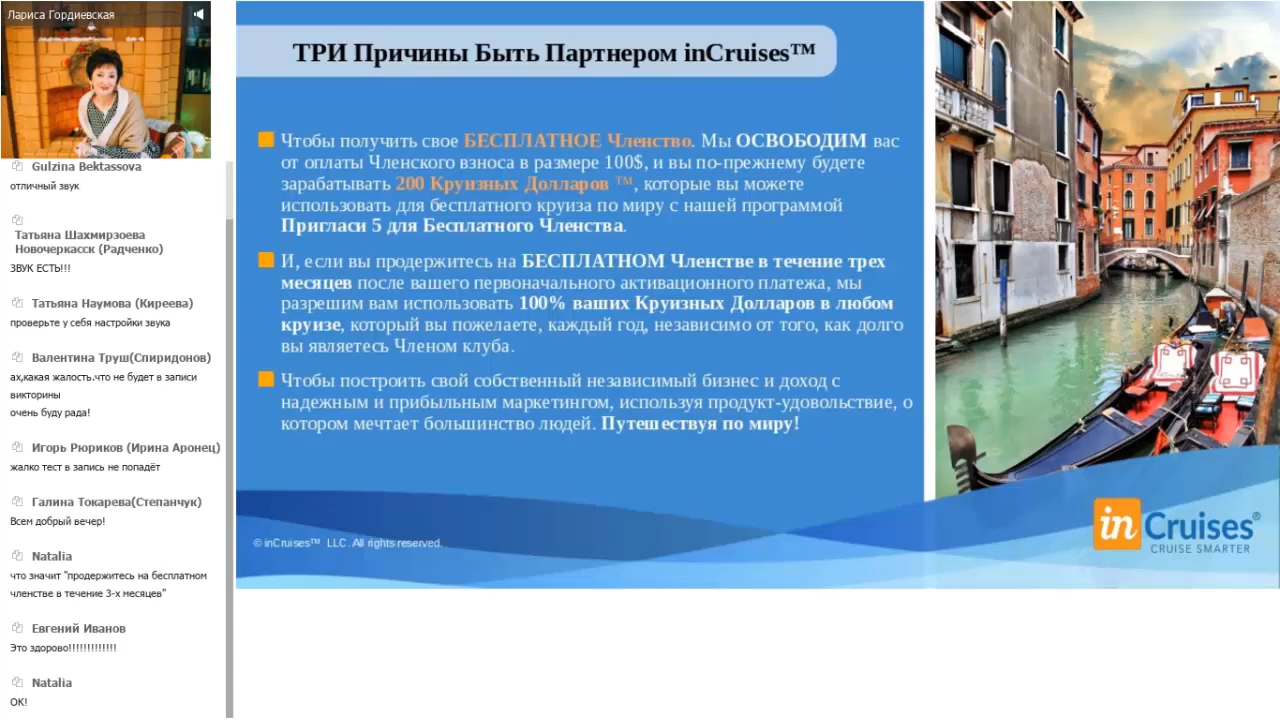 Лариса Гордиевская
Gulzina Bektassova
отличный звук
Татьяна Шахмирзоева
Новочеркасск (Радченко)
ЗВУК ЕСТЬ!!!
Татьяна Наумова (Киреева)
проверьте у себя настройки звука
Валентина Труш(Спиридонов)
ах,какая жалость.что не будет в записи
викторины
очень буду рада!
Игорь Рюриков (Ирина Аронец)
жалко тест в запись не попадёт
Галина Токарева(Степанчук)
Всем добрый вечер!
Natalia
что значит "продержитесь на бесплатном
членстве в течение 3-х месяцев"
Евгений Иванов
Это здорово!!!!!!!!!!!!!
Natalia
ОК!
ТРИ Причины Быть Партнером inCruises™
Чтобы получить свое БЕСПЛАТНОЕ Членство. Мы ОСВОБОДИМ вас
от оплаты Членского взноса в размере 100$, и вы по-прежнему будете
зарабатывать 200 Круизных Долларов ™, которые вы можете
использовать для бесплатного круиза по миру с нашей программой
Пригласи 5 для Бесплатного Членства.
И, если вы продержитесь на БЕСПЛАТНОМ Членстве в течение трех
месяцев после вашего первоначального активационного платежа, мы
разрешим вам использовать 100% ваших Круизных Долларов в любом
круизе, который вы пожелаете, каждый год, независимо от того, как долго
вы являетесь Членом клуба.
Чтобы построить свой собственный независимый бизнес и доход с
надежным и прибыльным маркетингом, используя продукт-удовольствие, о
котором мечтает большинство людей. Путешествуя по миру!
© inCruises™ LLC. All rights reserved.
inCruises®
CRUISE SMARTER